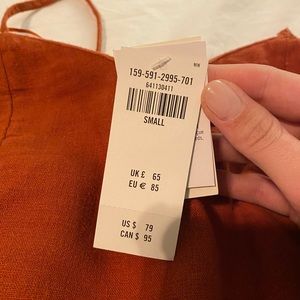 159-591-2995-701
641130411
SMALL
UK £ 65
EU € 85
US $ 79
CAN $ 95